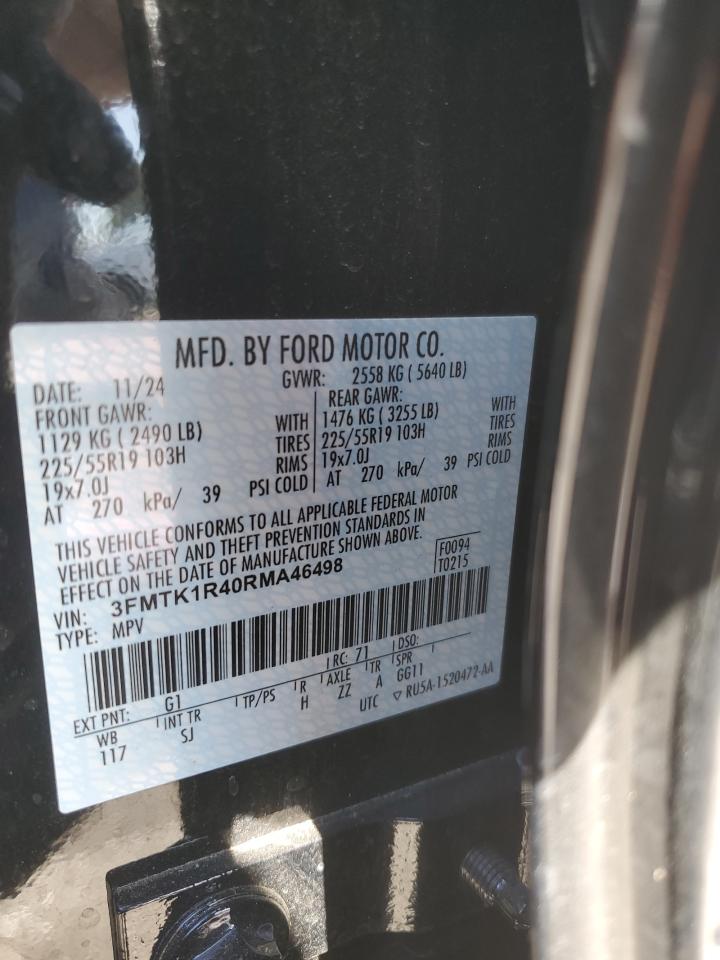 MFD. BY FORD MOTOR CO.
DATE: 11/24 GVWR: 2558 KG ( 5640 LB)
FRONT GAWR:
1129 KG ( 2490 LB) WITH
225/55R19 103H TIRES
19x7.0J RIMS
AT 270 kPa/ 39 PSI COLD
REAR GAWR:
1476 KG ( 3255 LB) WITH
225/55R19 103H TIRES
19x7.0J RIMS
AT 270 kPa/ 39 PSI COLD
THIS VEHICLE CONFORMS TO ALL APPLICABLE FEDERAL MOTOR
VEHICLE SAFETY AND THEFT PREVENTION STANDARDS IN
EFFECT ON THE DATE OF MANUFACTURE SHOWN ABOVE.
VIN: 3FMTK1R40RMA46498 F0094
TYPE: MPV T0215
EXT PNT: G1 RC: 71 DSO:
WB INT TR TP/PS R AXLE TR SPR
117 SJ H ZZ A GG11
UTC ▽ RU5A-1520472-AA